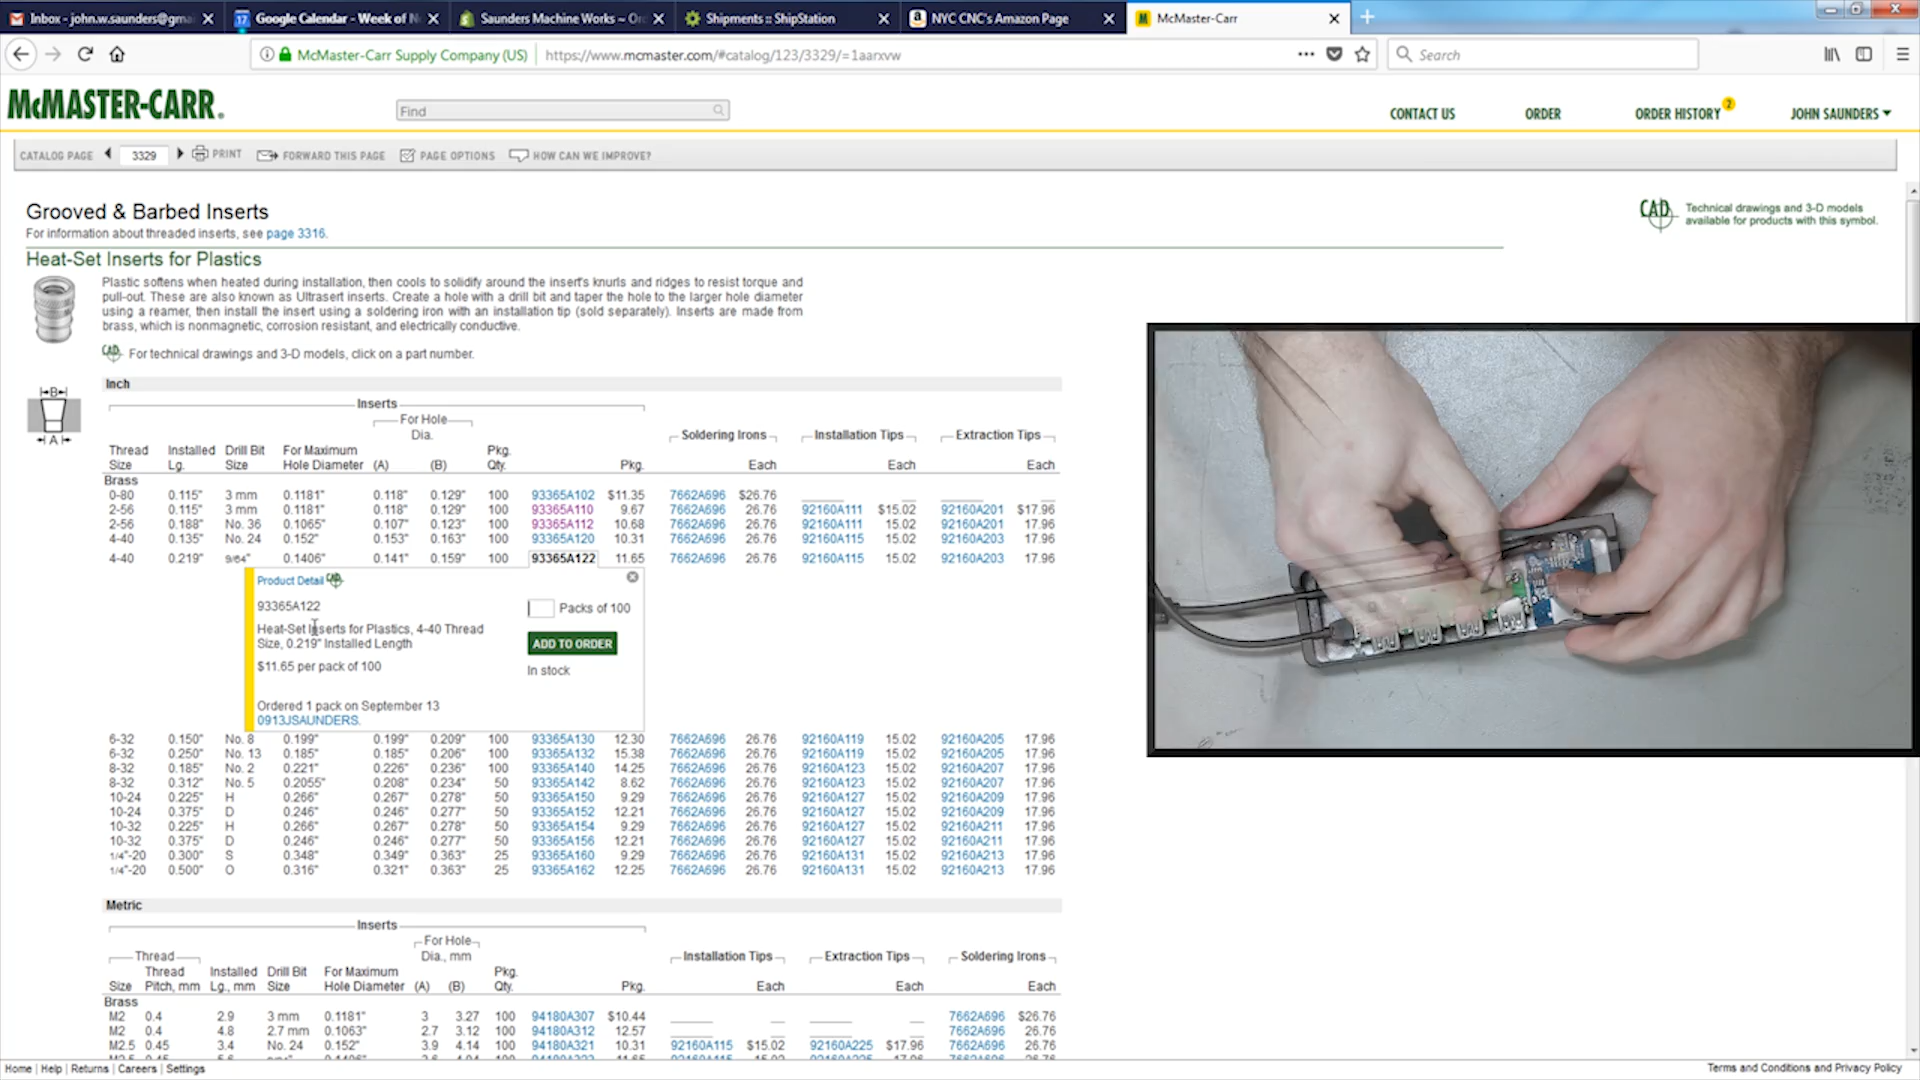 Inbox - john.w.saunders@gma
Google Calendar - Week of N
Saunders Machine Works ~ Or
Shipments :: ShipStation
NYC CNC's Amazon Page
McMaster-Carr
McMaster-Carr Supply Company (US)
https://www.mcmaster.com/#catalog/123/3329/=1aarxvw
Search
McMASTER-CARR.
Find
CONTACT US
ORDER
ORDER HISTORY 2
JOHN SAUNDERS
CATALOG PAGE 3329 PRINT FORWARD THIS PAGE PAGE OPTIONS HOW CAN WE IMPROVE?
Grooved & Barbed Inserts
For information about threaded inserts, see page 3316.
CAD
Technical drawings and 3-D models
available for products with this symbol.
Heat-Set Inserts for Plastics
Plastic softens when heated during installation, then cools to solidify around the insert's knurls and ridges to resist torque and
pull-out. These are also known as Ultrasert inserts. Create a hole with a drill bit and taper the hole to the larger hole diameter
using a reamer, then install the insert using a soldering iron with an installation tip (sold separately). Inserts are made from
brass, which is nonmagnetic, corrosion resistant, and electrically conductive.
CAD For technical drawings and 3-D models, click on a part number.
B
A
Inch
Inserts
For Hole
Dia.
Soldering Irons Installation Tips Extraction Tips
Thread Installed Drill Bit For Maximum Pkg.
Size Lg. Size Hole Diameter (A) (B) Qty. Pkg. Each Each Each
Brass
0-80 0.115" 3 mm 0.1181" 0.118" 0.129" 100 93365A102 $11.35 7662A696 $26.76
2-56 0.115" 3 mm 0.1181" 0.118" 0.129" 100 93365A110 9.67 7662A696 26.76 92160A111 $15.02 92160A201 $17.96
2-56 0.188" No. 36 0.1065" 0.107" 0.123" 100 93365A112 10.68 7662A696 26.76 92160A111 15.02 92160A201 17.96
4-40 0.135" No. 24 0.152" 0.153" 0.163" 100 93365A120 10.31 7662A696 26.76 92160A115 15.02 92160A203 17.96
4-40 0.219" 9/64" 0.1406" 0.141" 0.159" 100 93365A122 11.65 7662A696 26.76 92160A115 15.02 92160A203 17.96
Product Detail CAD
93365A122
Packs of 100
Heat-Set Inserts for Plastics, 4-40 Thread
Size, 0.219" Installed Length
ADD TO ORDER
$11.65 per pack of 100
In stock
Ordered 1 pack on September 13
0913JSAUNDERS.
6-32 0.150" No. 8 0.199" 0.199" 0.209" 100 93365A130 12.30 7662A696 26.76 92160A119 15.02 92160A205 17.96
6-32 0.250" No. 13 0.185" 0.185" 0.206" 100 93365A132 15.38 7662A696 26.76 92160A119 15.02 92160A205 17.96
8-32 0.185" No. 2 0.221" 0.226" 0.236" 100 93365A140 14.25 7662A696 26.76 92160A123 15.02 92160A207 17.96
8-32 0.312" No. 5 0.2055" 0.208" 0.234" 50 93365A142 8.62 7662A696 26.76 92160A123 15.02 92160A207 17.96
10-24 0.225" H 0.266" 0.267" 0.278" 50 93365A150 9.29 7662A696 26.76 92160A127 15.02 92160A209 17.96
10-24 0.375" D 0.246" 0.246" 0.277" 50 93365A152 12.21 7662A696 26.76 92160A127 15.02 92160A209 17.96
10-32 0.225" H 0.266" 0.267" 0.278" 50 93365A154 9.29 7662A696 26.76 92160A127 15.02 92160A211 17.96
10-32 0.375" D 0.246" 0.246" 0.277" 50 93365A156 12.21 7662A696 26.76 92160A127 15.02 92160A211 17.96
1/4"-20 0.300" S 0.348" 0.349" 0.363" 25 93365A160 9.29 7662A696 26.76 92160A131 15.02 92160A213 17.96
1/4"-20 0.500" O 0.316" 0.321" 0.363" 25 93365A162 12.25 7662A696 26.76 92160A131 15.02 92160A213 17.96
Metric
Inserts
For Hole
Thread Dia., mm Installation Tips Extraction Tips Soldering Irons
Thread Installed Drill Bit For Maximum Pkg.
Size Pitch, mm Lg., mm Size Hole Diameter (A) (B) Qty. Pkg. Each Each Each
Brass
M2 0.4 2.9 3 mm 0.1181" 3 3.27 100 94180A307 $10.44 7662A696 $26.76
M2 0.4 4.8 2.7 mm 0.1063" 2.7 3.12 100 94180A312 12.57 7662A696 26.76
M2.5 0.45 3.4 No. 24 0.152" 3.9 4.14 100 94180A321 10.31 92160A115 $15.02 92160A225 $17.96 7662A696 26.76
Home | Help | Returns | Careers | Settings
Terms and Conditions and Privacy Policy